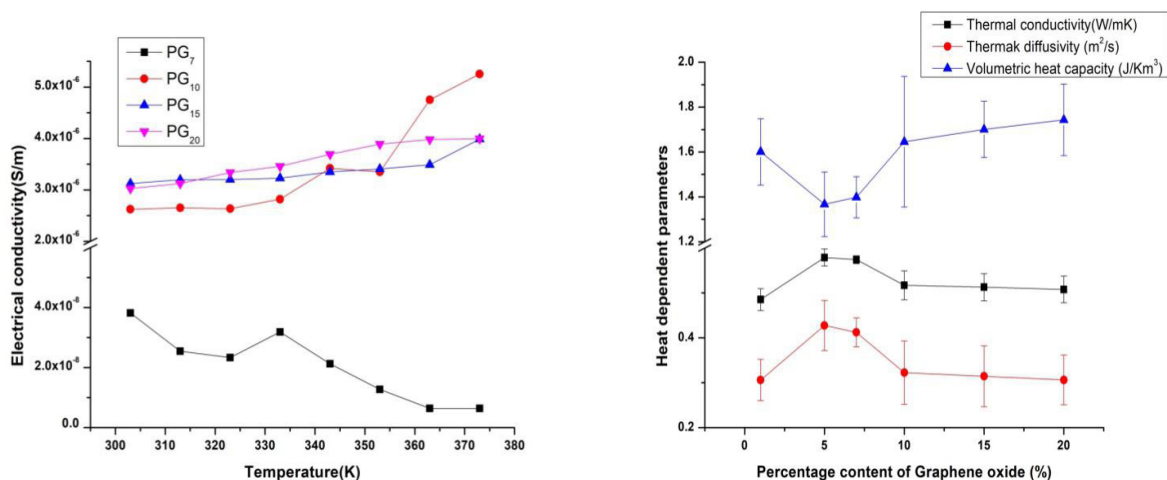 PG7
PG10
PG15
PG20
5.0x10-6
4.0x10-6
3.0x10-6
2.0x10-6
4.0x10-8
2.0x10-8
0.0
Electrical conductivity(S/m)
300 310 320 330 340 350 360 370 380
Temperature(K)
Thermal conductivity(W/mK)
Thermak diffusivity (m2/s)
Volumetric heat capacity (J/Km3)
2.0
1.8
1.6
1.4
1.2
0.4
0.2
Heat dependent parameters
0 5 10 15 20
Percentage content of Graphene oxide (%)